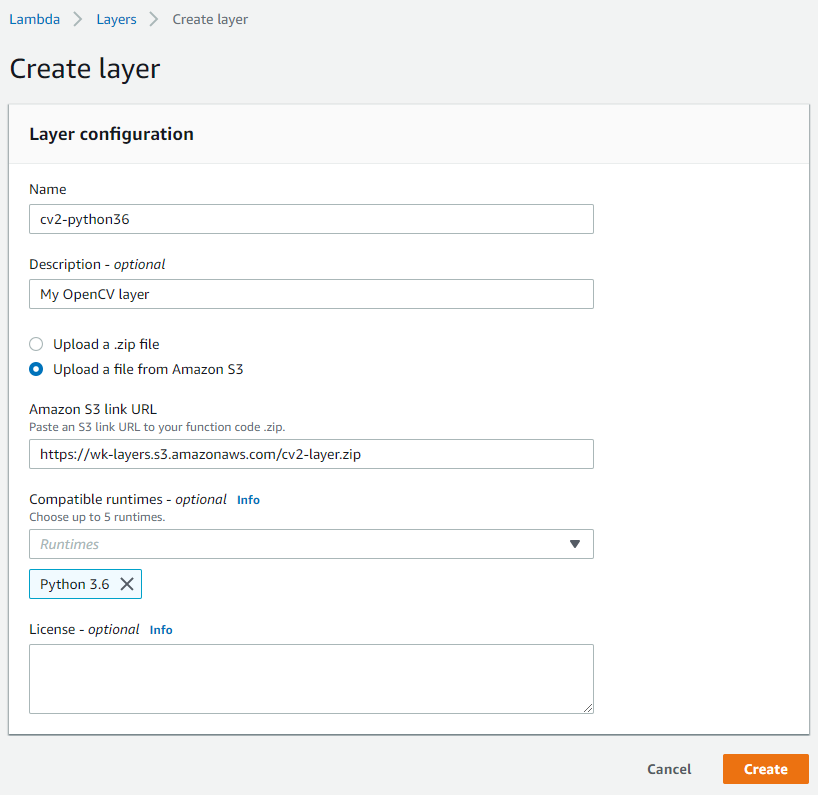 Lambda > Layers > Create layer
Create layer
Layer configuration
Name
cv2-python36
Description - optional
My OpenCV layer
Upload a .zip file
Upload a file from Amazon S3
Amazon S3 link URL
Paste an S3 link URL to your function code .zip.
https://wk-layers.s3.amazonaws.com/cv2-layer.zip
Compatible runtimes - optional Info
Choose up to 5 runtimes.
Runtimes
Python 3.6
License - optional Info
Cancel Create